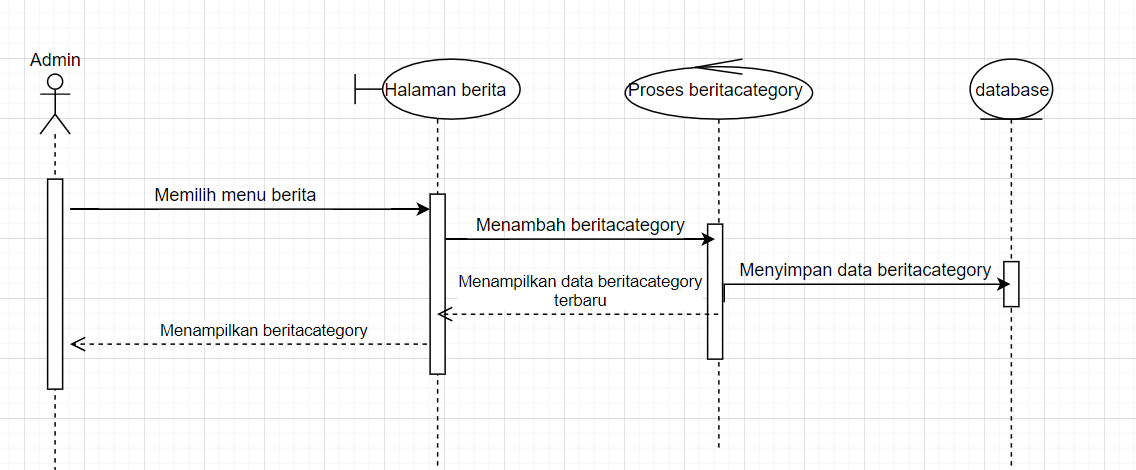 Admin
Halaman berita
Proses beritacategory
database
Memilih menu berita
Menambah beritacategory
Menyimpan data beritacategory
Menampilkan data beritacategory
terbaru
Menampilkan beritacategory